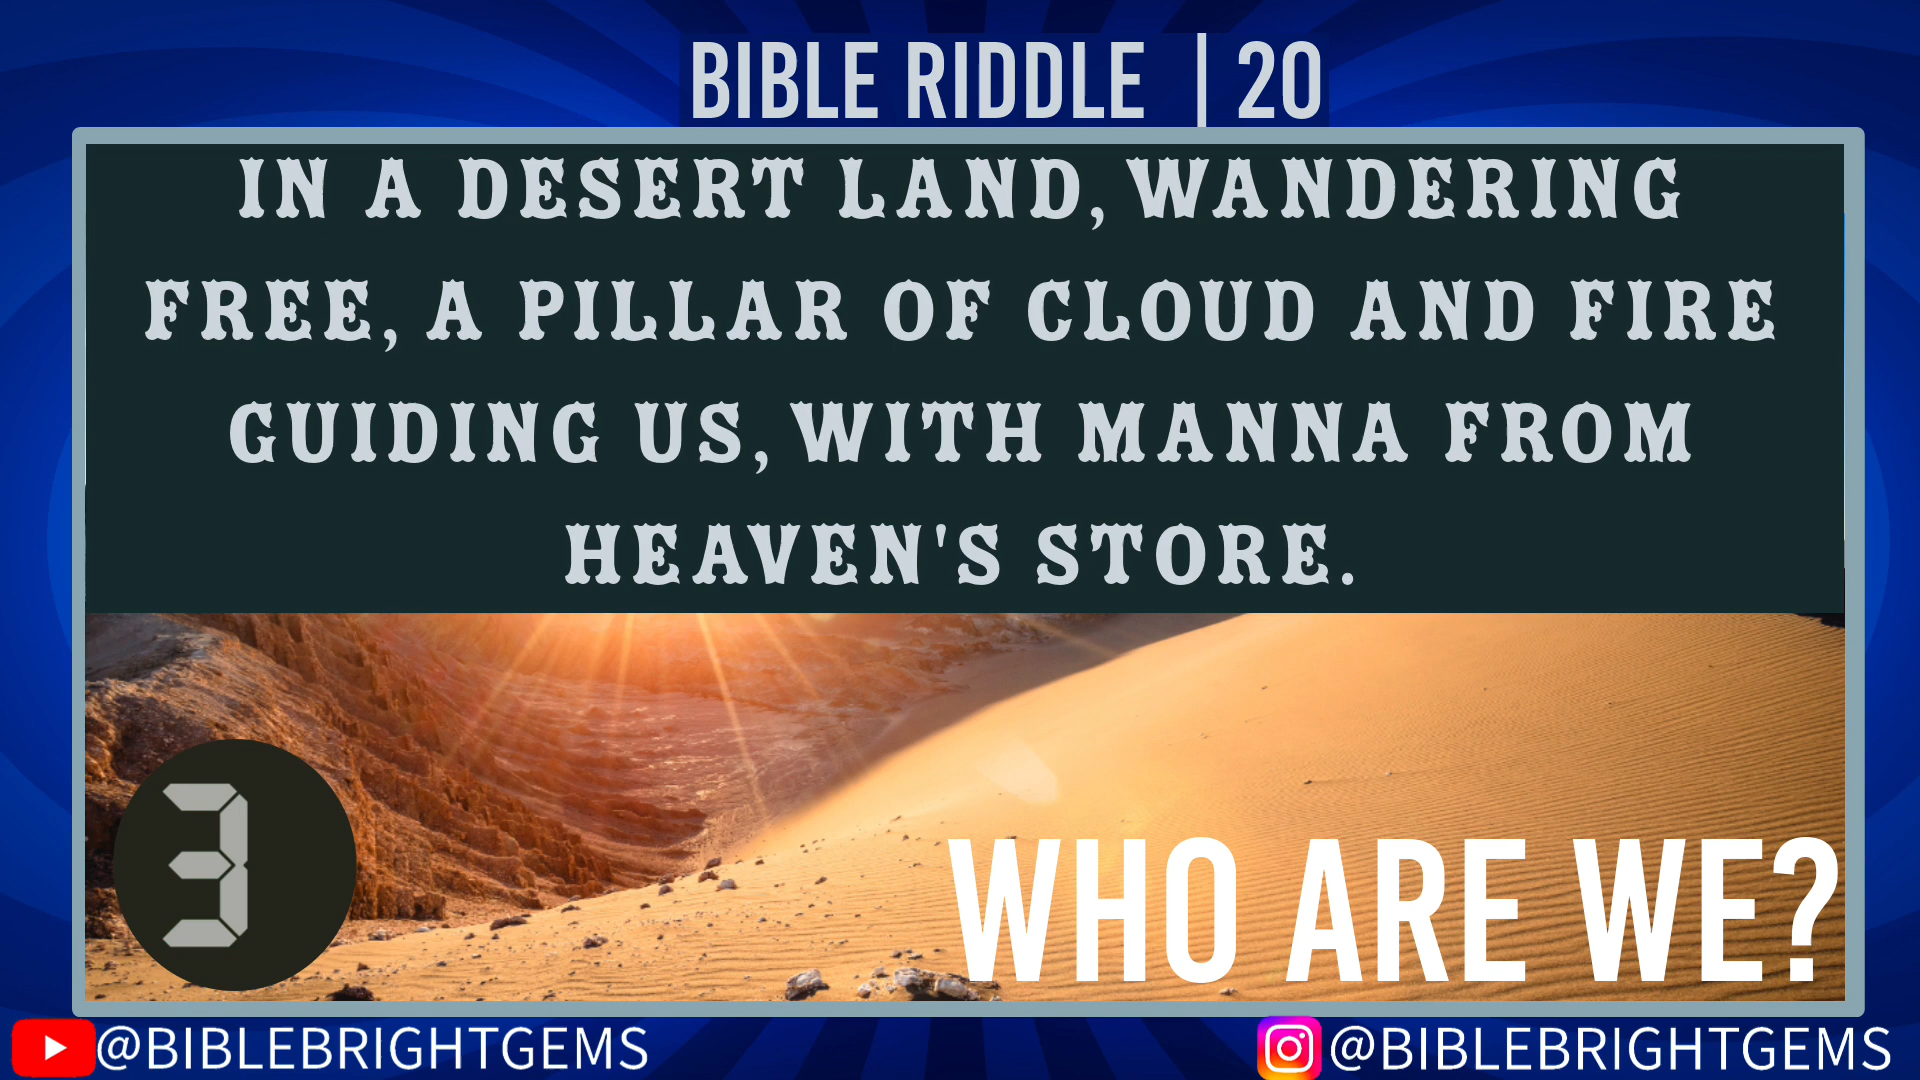 BIBLE RIDDLE | 20
IN A DESERT LAND, WANDERING
FREE, A PILLAR OF CLOUD AND FIRE
GUIDING US, WITH MANNA FROM
HEAVEN'S STORE.
3
WHO ARE WE?
@BIBLEBRIGHTGEMS
@BIBLEBRIGHTGEMS